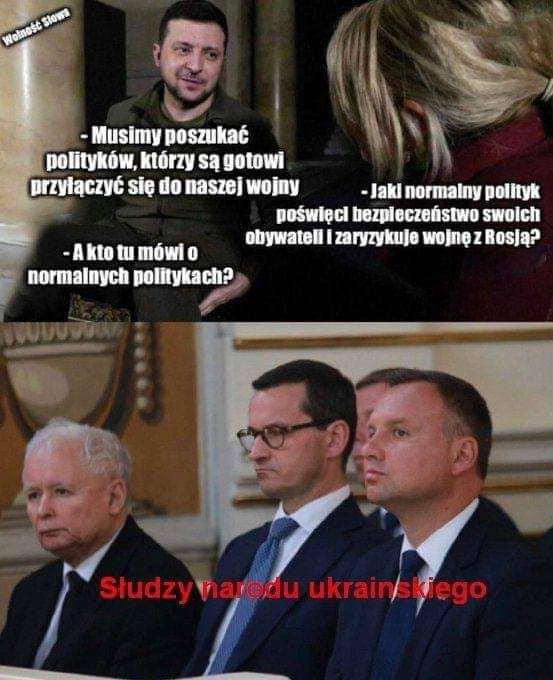 Wolność Słowa
- Musimy poszukać
polityków, którzy są gotowi
przyłączyć się do naszej wojny
- Jaki normalny polityk
poświęci bezpieczeństwo swoich
obywateli i zaryzykuje wojnę z Rosją?
- A kto tu mówi o
normalnych politykach?
Słudzy narodu ukrainskiego